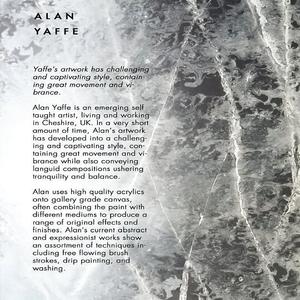 ALAN
YAFFE
Yaffe's artwork has challenging
and captivating style, contain-
ing great movement and vi-
brance.
Alan Yaffe is an emerging self
taught artist, living and working
in Cheshire, UK. In a very short
amount of time, Alan's artwork
has developed into a challeng-
ing and captivating style, con-
taining great movement and vi-
brance while also conveying
languid compositions ushering
tranquility and balance.
Alan uses high quality acrylics
onto gallery grade canvas,
often combining the paint with
different mediums to produce a
range of original effects and
finishes. Alan's current abstract
and expressionist works show
an assortment of techniques in-
cluding free flowing brush
strokes, drip painting, and
washing.